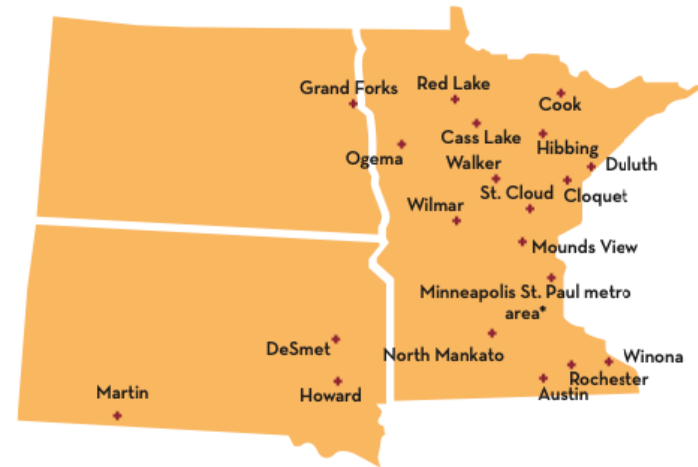 Grand Forks
Red Lake
Cook
Cass Lake
Hibbing
Ogema
Walker
Duluth
St. Cloud
Cloquet
Wilmar
Mounds View
Minneapolis St. Paul metro
area*
DeSmet
North Mankato
Winona
Rochester
Martin
Howard
Austin